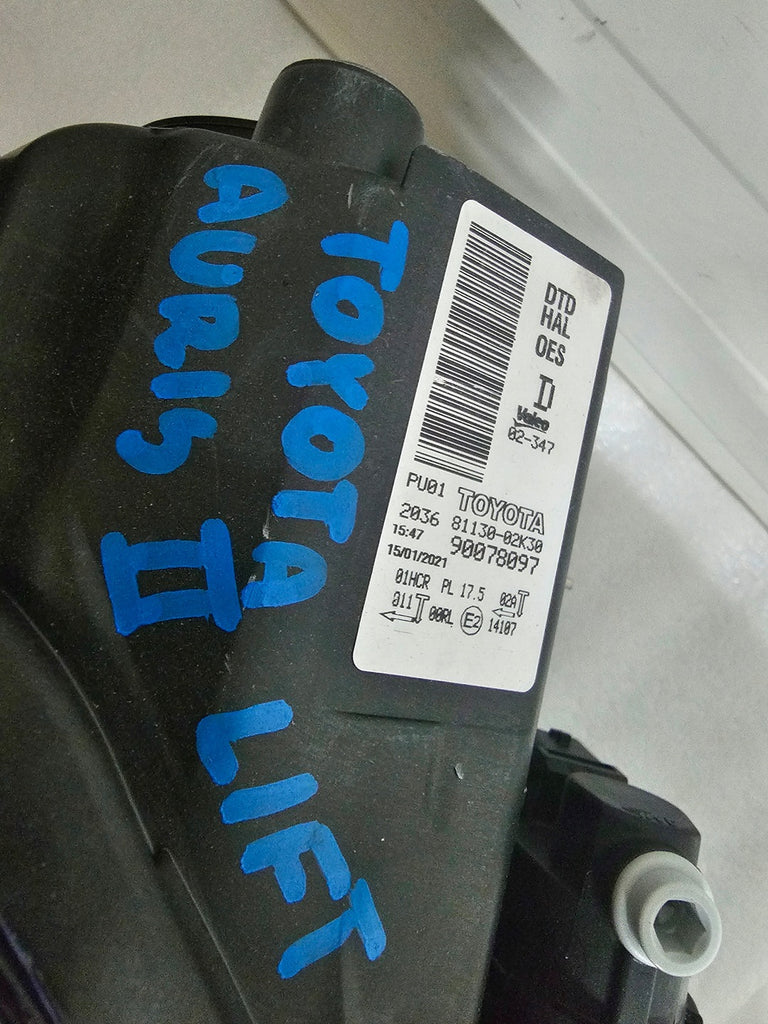 TOYOTA LIFT
AURIS II
DTD
HAL
OES
D
Valeo
02-347
PU01 TOYOTA
2036 81130-02K30
15:47 90078097
15/01/2021
01HCR PL 17.5 02A
011 00RL E2 14107